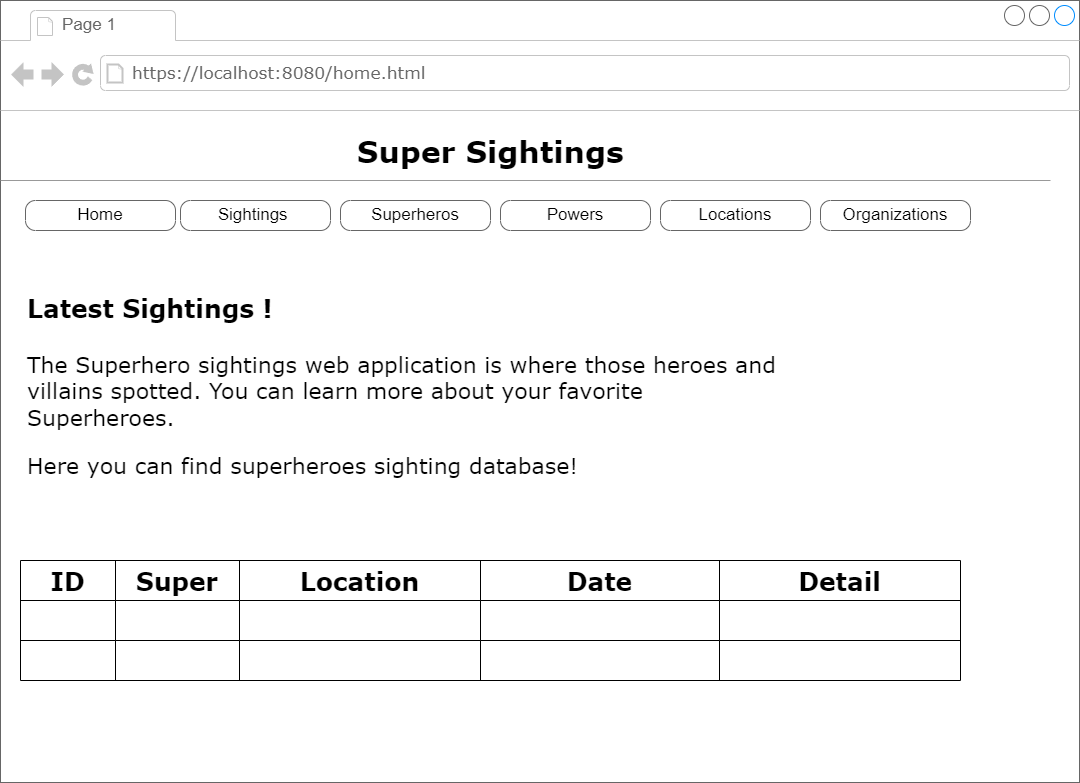 Page 1
https://localhost:8080/home.html
Super Sightings
Home Sightings Superheros Powers Locations Organizations
Latest Sightings !
The Superhero sightings web application is where those heroes and
villains spotted. You can learn more about your favorite
Superheroes.
Here you can find superheroes sighting database!
ID Super Location Date Detail